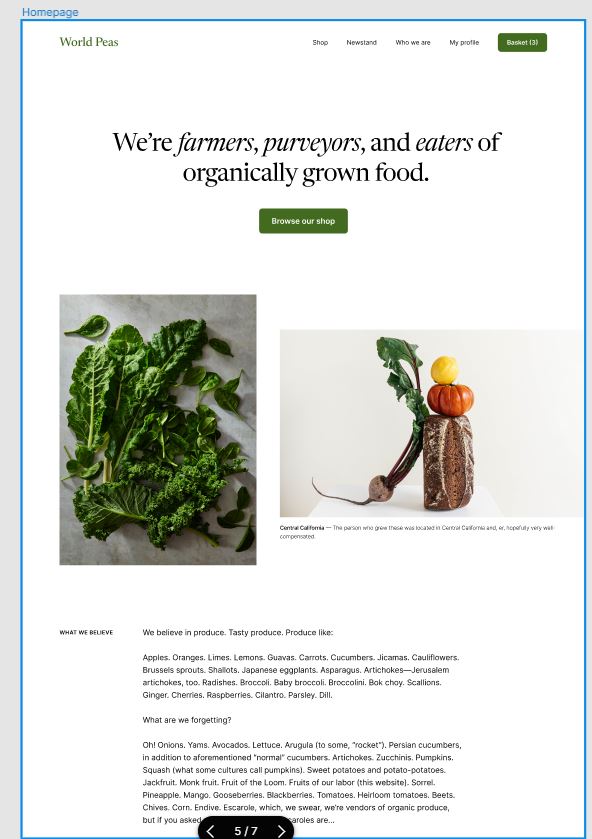 Homepage
World Peas
Shop
Newstand
Who we are
My profile
Basket (3)
We’re farmers, purveyors, and eaters of
organically grown food.
Browse our shop
Central California — The person who grew these was located in Central California and, er, hopefully very well-
compensated.
WHAT WE BELIEVE
We believe in produce. Tasty produce. Produce like:
Apples. Oranges. Limes. Lemons. Guavas. Carrots. Cucumbers. Jicamas. Cauliflowers.
Brussels sprouts. Shallots. Japanese eggplants. Asparagus. Artichokes—Jerusalem
artichokes, too. Radishes. Broccoli. Baby broccoli. Broccolini. Bok choy. Scallions.
Ginger. Cherries. Raspberries. Cilantro. Parsley. Dill.
What are we forgetting?
Oh! Onions. Yams. Avocados. Lettuce. Arugula (to some, “rocket”). Persian cucumbers,
in addition to aforementioned “normal” cucumbers. Artichokes. Zucchinis. Pumpkins.
Squash (what some cultures call pumpkins). Sweet potatoes and potato-potatoes.
Jackfruit. Monk fruit. Fruit of the Loom. Fruits of our labor (this website). Sorrel.
Pineapple. Mango. Gooseberries. Blackberries. Tomatoes. Heirloom tomatoes. Beets.
Chives. Corn. Endive. Escarole, which, we swear, we’re vendors of organic produce,
but if you asked caroles are...
5 / 7